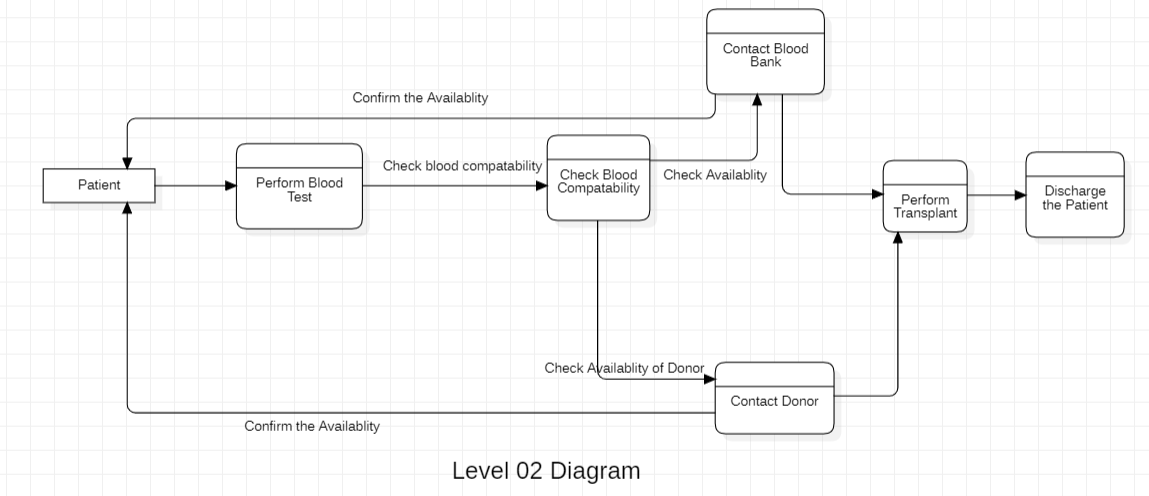 Contact Blood
Bank
Confirm the Availablity
Check blood compatability
Check Blood
Compatability
Check Availablity
Patient
Perform Blood
Test
Perform
Transplant
Discharge
the Patient
Check Availablity of Donor
Contact Donor
Confirm the Availablity
Level 02 Diagram